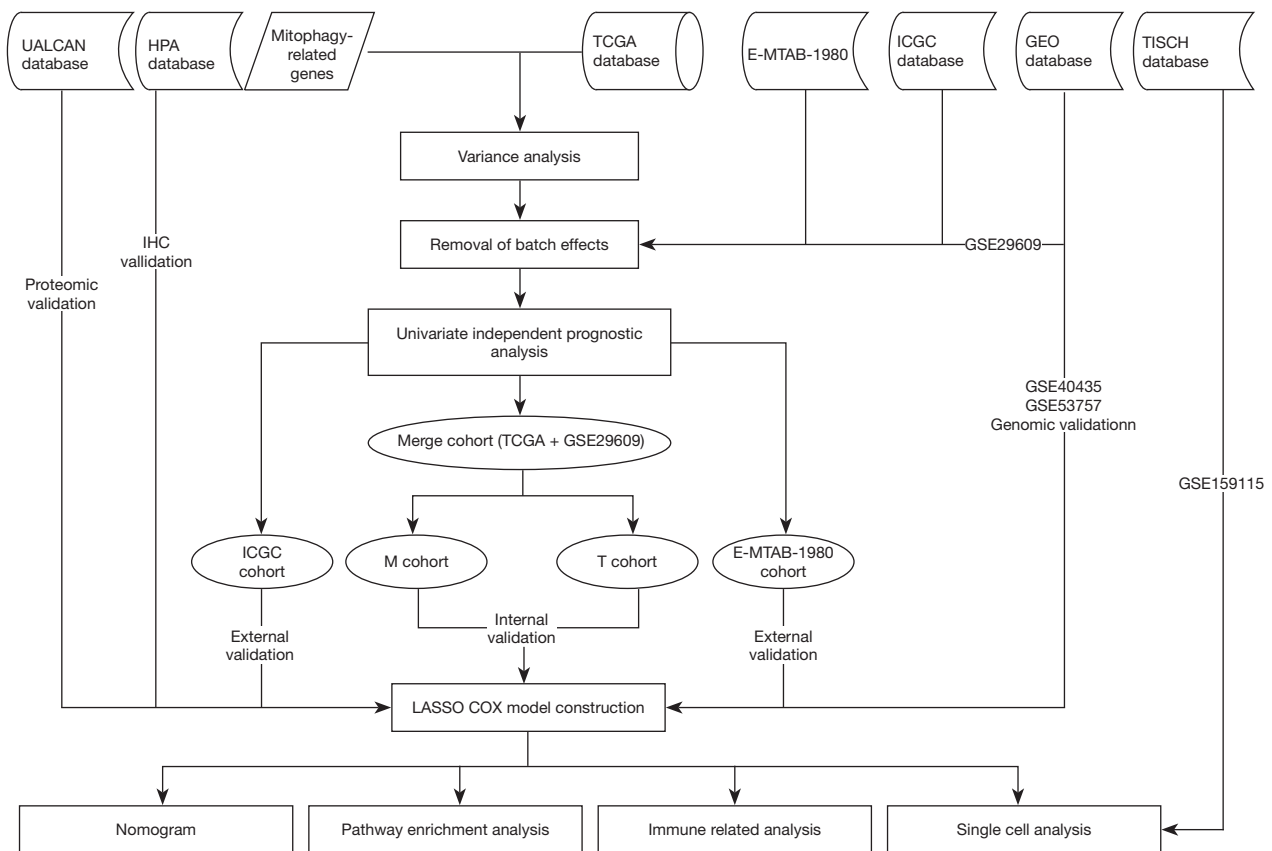 UALCAN
database
HPA
database
Mitophagy-
related
genes
TCGA
database
E-MTAB-1980
ICGC
database
GEO
database
TISCH
database
Variance analysis
Removal of batch effects
GSE29609
IHC
vallidation
Proteomic
validation
Univariate independent prognostic
analysis
GSE40435
GSE53757
Genomic validationn
Merge cohort (TCGA + GSE29609)
GSE159115
ICGC
cohort
M cohort
T cohort
E-MTAB-1980
cohort
External
validation
Internal
validation
External
validation
LASSO COX model construction
Nomogram
Pathway enrichment analysis
Immune related analysis
Single cell analysis